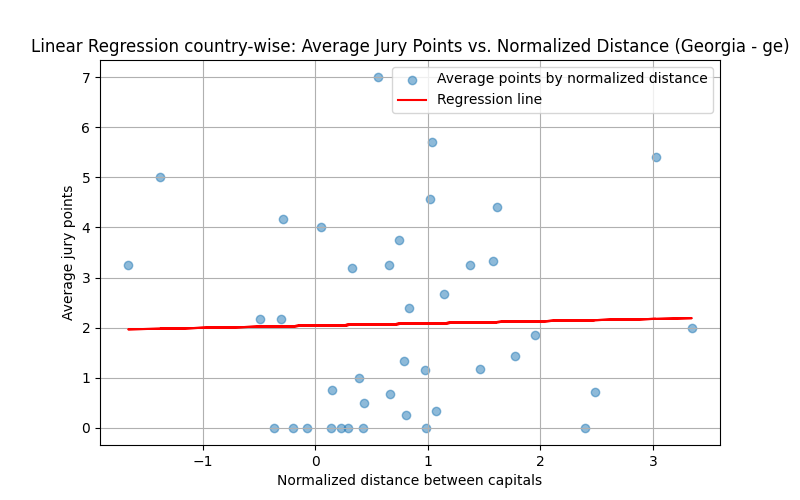 Linear Regression country-wise: Average Jury Points vs. Normalized Distance (Georgia - ge)
Average points by normalized distance
Regression line
Average jury points
7
6
5
4
3
2
1
0
−1
0
1
2
3
Normalized distance between capitals